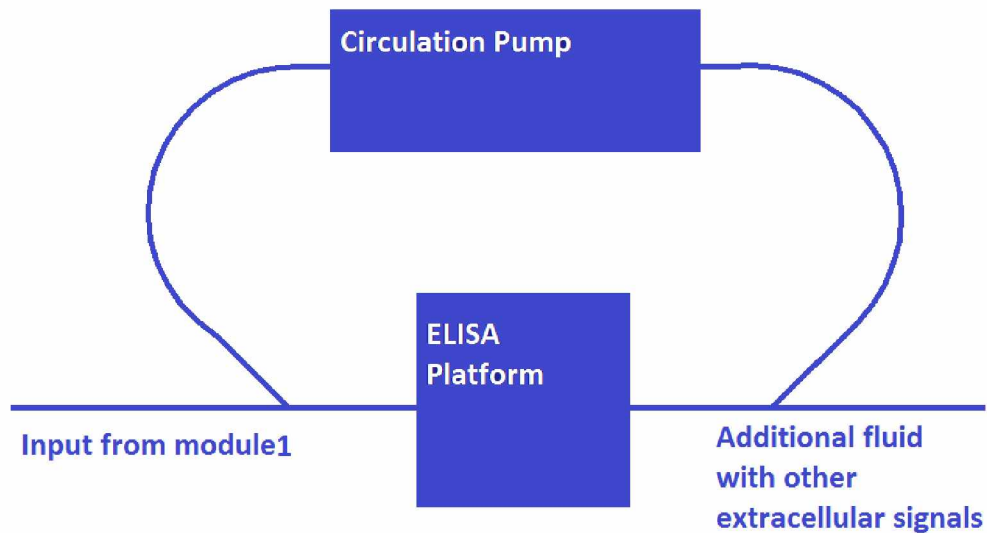 Circulation Pump
ELISA
Platform
Input from module1
Additional fluid
with other
extracellular signals